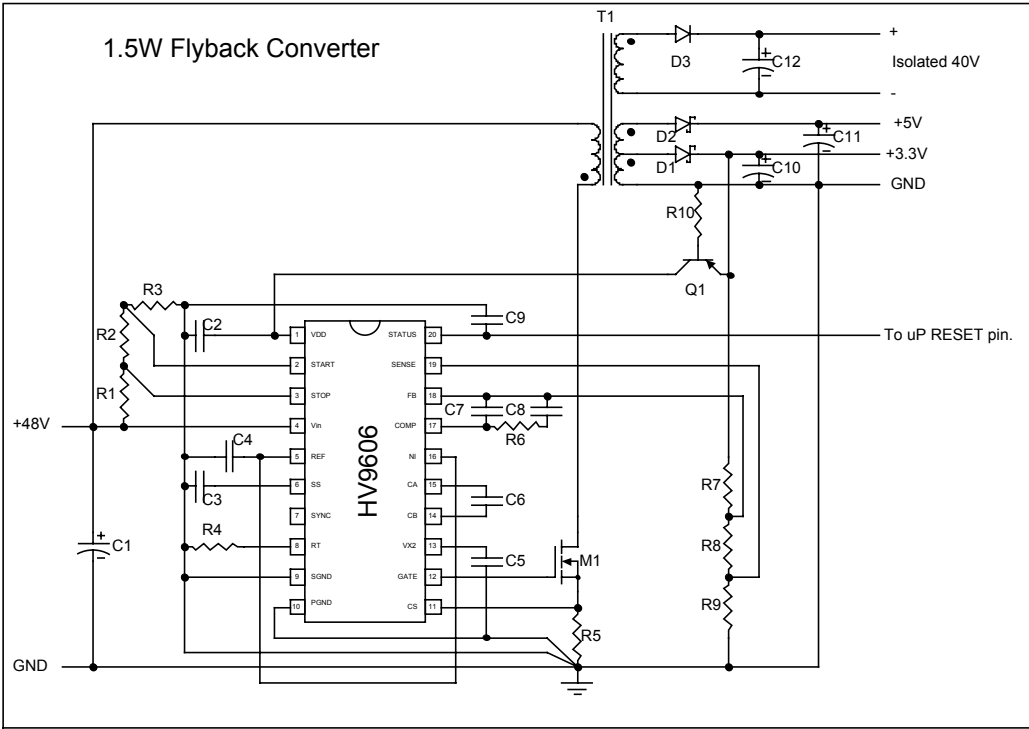 T1
1.5W Flyback Converter
+
D3
+
C12
Isolated 40V
-
-
+5V
D2
+
C11
+3.3V
D1
+
C10
-
-
GND
R10
Q1
R3
C2
C9
R2
1 VDD STATUS 20
To uP RESET pin.
2 START SENSE 19
R1
3 STOP FB 18
C7 C8
+48V
4 Vin COMP 17
R6
C4
5 REF NI 16
6 SS CA 15
C3
C6
R7
7 SYNC CB 14
HV9606
R4
8 RT VX2 13
+
C1
-
C5
M1
R8
9 SGND GATE 12
10 PGND CS 11
R9
R5
GND